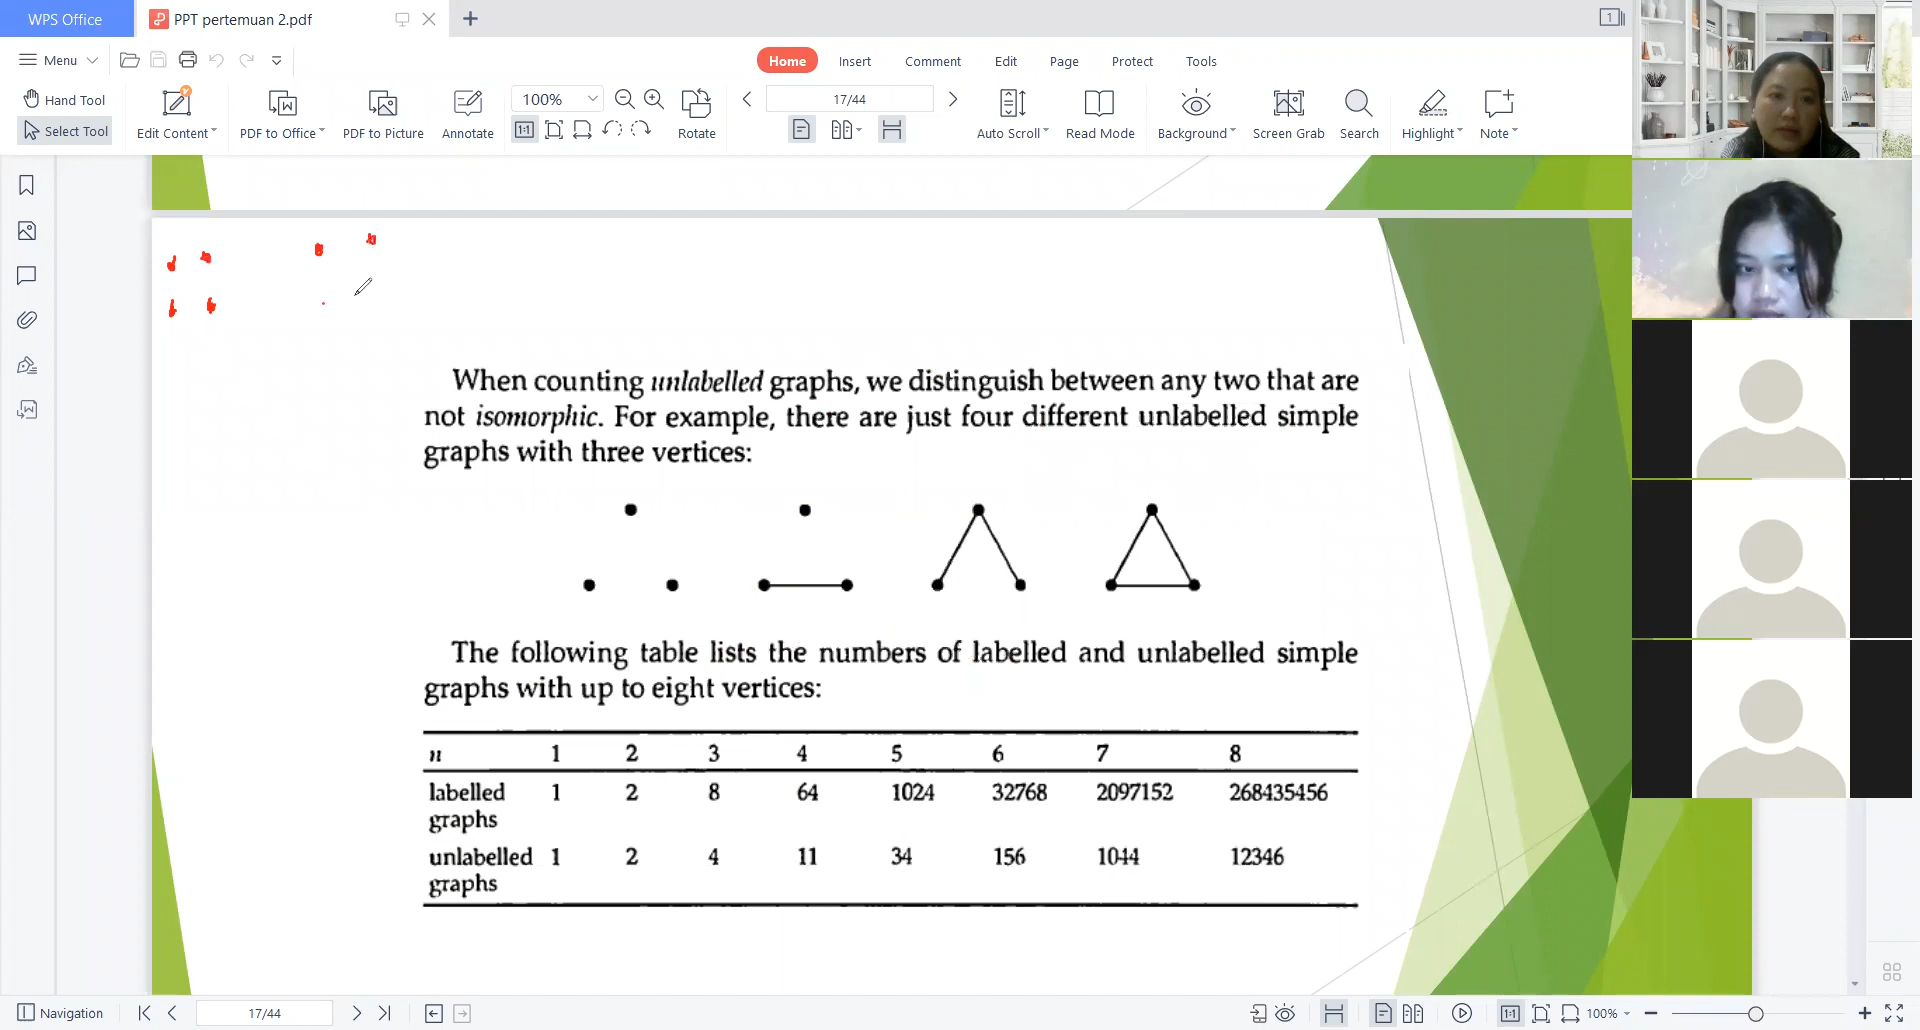 WPS Office
PPT pertemuan 2.pdf
1
Menu
Home Insert Comment Edit Page Protect Tools
Hand Tool
Select Tool
Edit Content
PDF to Office
PDF to Picture
Annotate
100%
1:1
Rotate
17/44
Auto Scroll
Read Mode
Background
Screen Grab
Search
Highlight
Note
When counting unlabelled graphs, we distinguish between any two that are
not isomorphic. For example, there are just four different unlabelled simple
graphs with three vertices:
The following table lists the numbers of labelled and unlabelled simple
graphs with up to eight vertices:
n 1 2 3 4 5 6 7 8
labelled 1 2 8 64 1024 32768 2097152 268435456
graphs
unlabelled 1 2 4 11 34 156 1044 12346
graphs
Navigation
17/44
1:1
100%